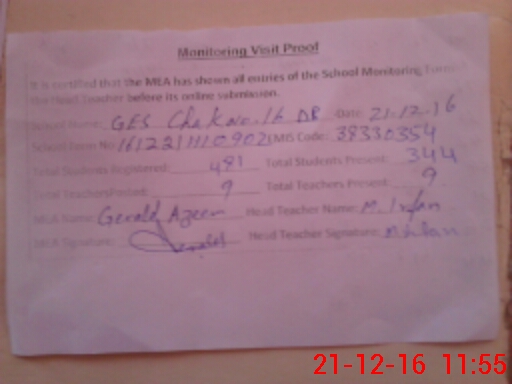 Monitoring Visit Proof
It is certified that the MEA has shown all entries of the School Monitoring Form
the Head Teacher before its online submission.
School Name: GES Chak No. 16 DB Date: 21-12-16
School Form No: EMIS Code: 38330354
Total Students Registered: 481 Total Students Present: 344
Total Teachers Posted: 9 Total Teachers Present: 9
MEA Name: Gerald Azeem Head Teacher Name: M. Irfan
MEA Signature: Gerald Head Teacher Signature: M Irfan
21-12-16 11:55